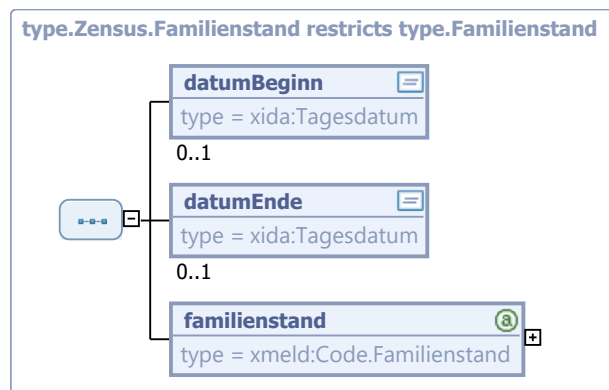 type.Zensus.Familienstand restricts type.Familienstand
datumBeginn
type = xida:Tagesdatum
0..1
datumEnde
type = xida:Tagesdatum
0..1
familienstand
a
type = xmeld:Code.Familienstand